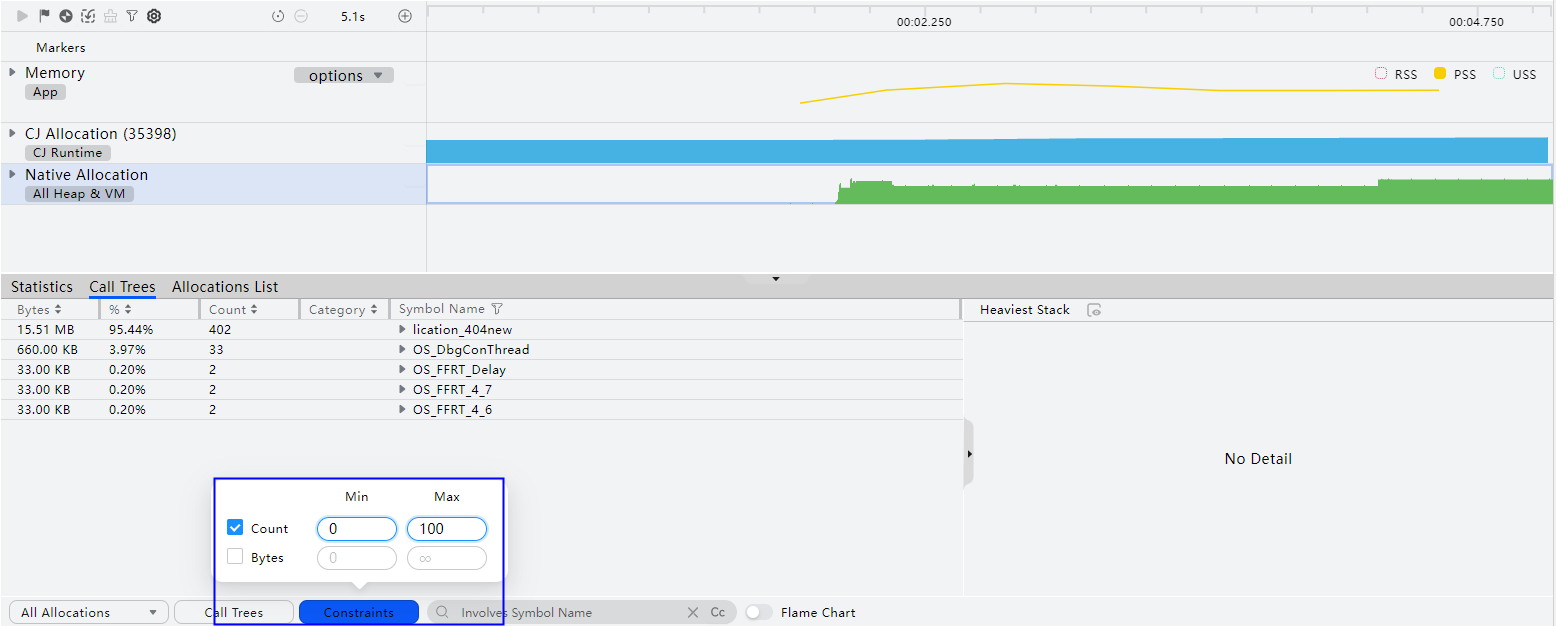 5.1s
00:02.250 00:04.750
Markers
Memory options RSS PSS USS
App
CJ Allocation (35398)
CJ Runtime
Native Allocation
All Heap & VM
Statistics Call Trees Allocations List
Bytes % Count Category Symbol Name Heaviest Stack
15.51 MB 95.44% 402 lication_404new
660.00 KB 3.97% 33 OS_DbgConThread
33.00 KB 0.20% 2 OS_FFRT_Delay
33.00 KB 0.20% 2 OS_FFRT_4_7
33.00 KB 0.20% 2 OS_FFRT_4_6
No Detail
Min Max
Count 0 100
Bytes 0 ∞
All Allocations Call Trees Constraints Involves Symbol Name Cc Flame Chart